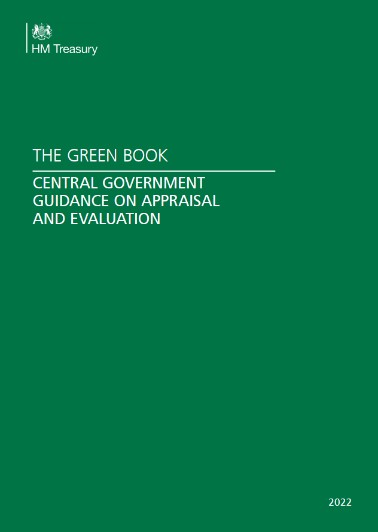 HM Treasury
THE GREEN BOOK
CENTRAL GOVERNMENT
GUIDANCE ON APPRAISAL
AND EVALUATION
2022